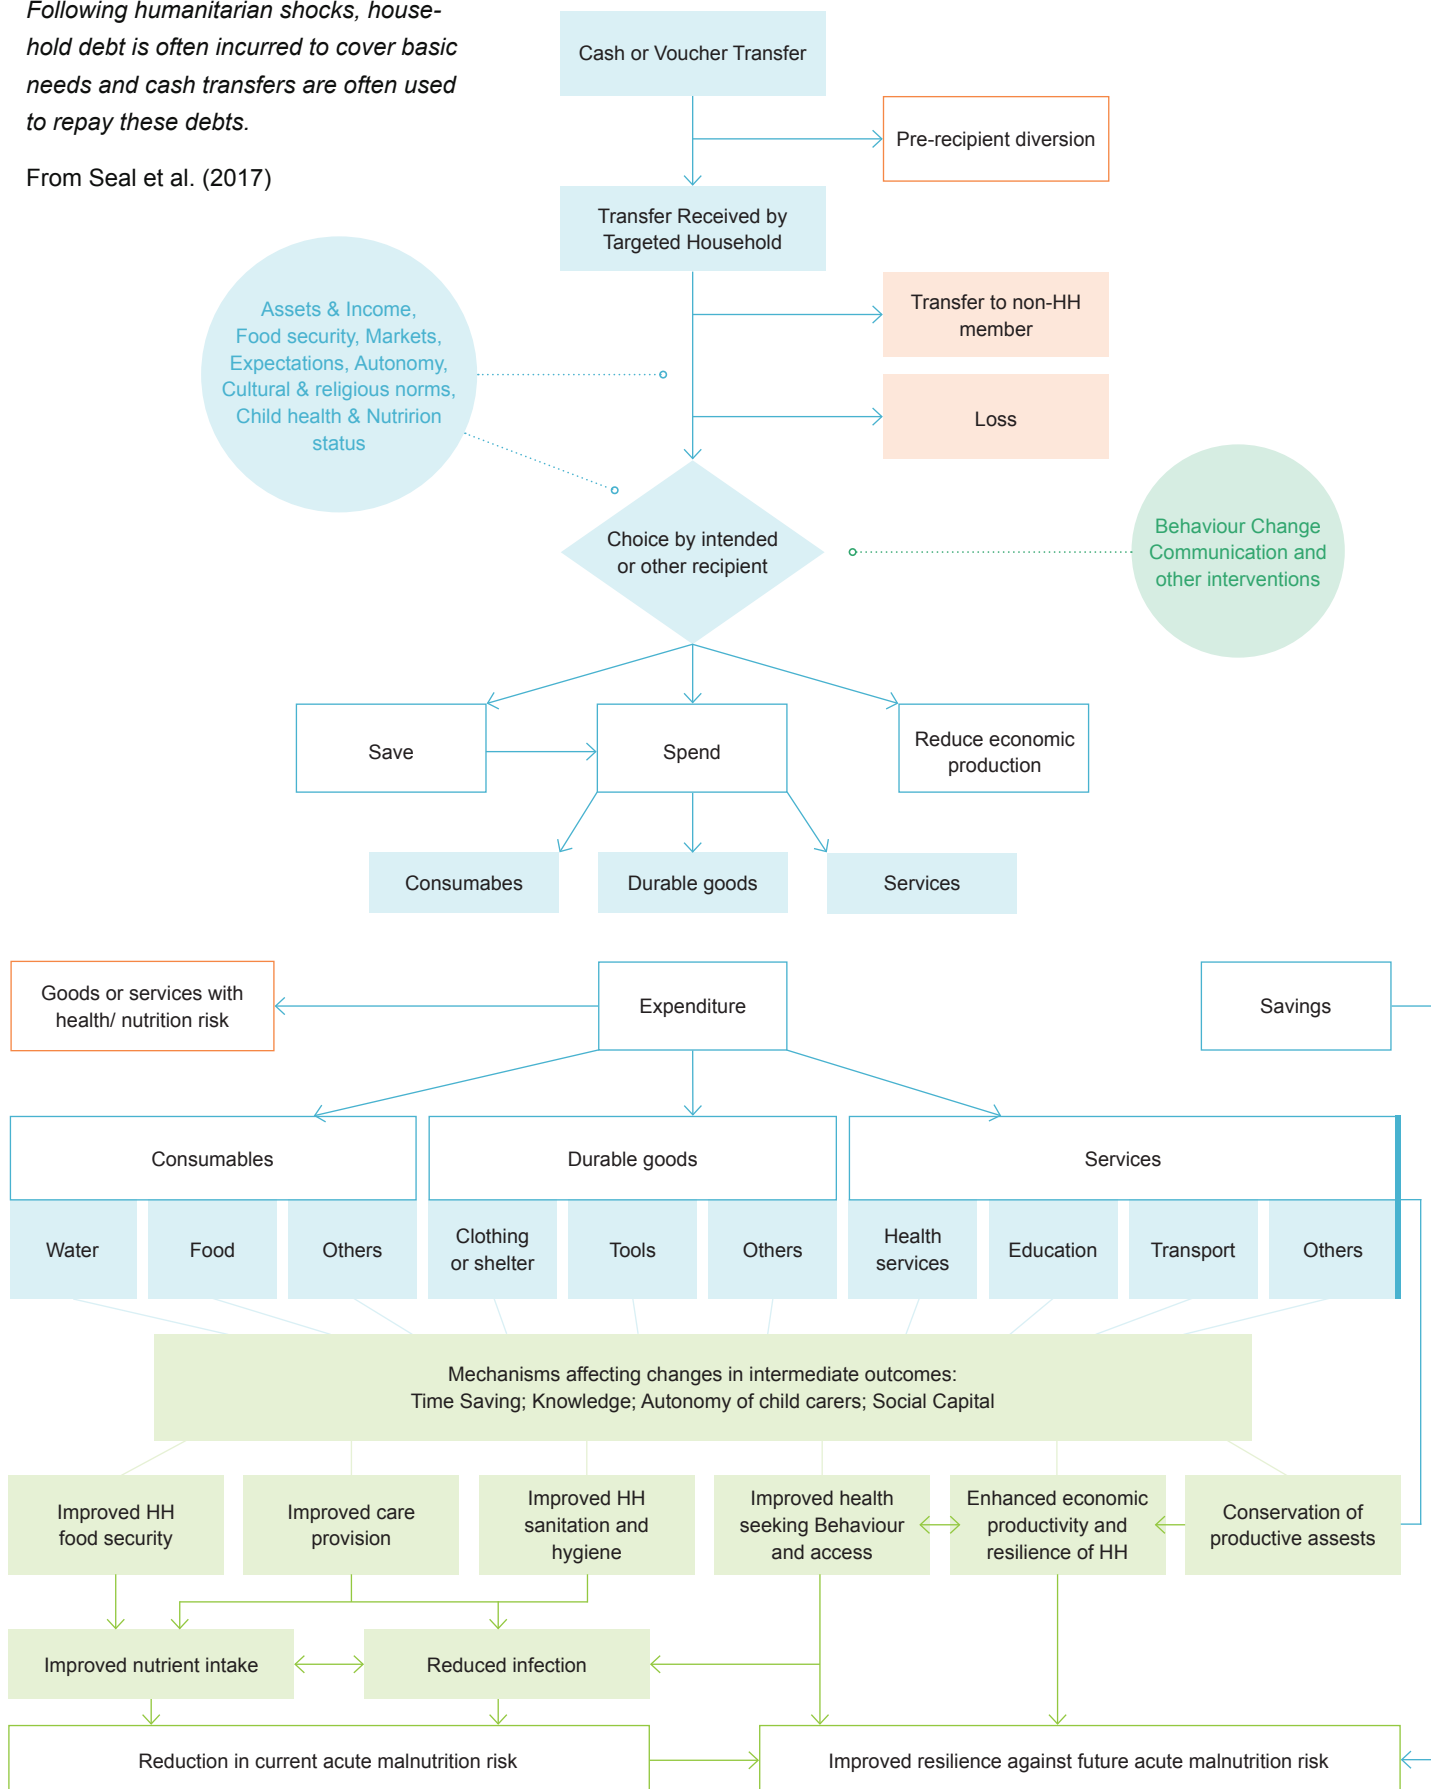 Following humanitarian shocks, house-
hold debt is often incurred to cover basic
needs and cash transfers are often used
to repay these debts.
From Seal et al. (2017)
Cash or Voucher Transfer
Pre-recipient diversion
Transfer Received by
Targeted Household
Assets & Income,
Food security, Markets,
Expectations, Autonomy,
Cultural & religious norms,
Child health & Nutririon
status
Transfer to non-HH
member
Loss
Choice by intended
or other recipient
Behaviour Change
Communication and
other interventions
Save
Spend
Reduce economic
production
Consumabes
Durable goods
Services
Goods or services with
health/ nutrition risk
Expenditure
Savings
Consumables
Durable goods
Services
Water
Food
Others
Clothing
or shelter
Tools
Others
Health
services
Education
Transport
Others
Mechanisms affecting changes in intermediate outcomes:
Time Saving; Knowledge; Autonomy of child carers; Social Capital
Improved HH
food security
Improved care
provision
Improved HH
sanitation and
hygiene
Improved health
seeking Behaviour
and access
Enhanced economic
productivity and
resilience of HH
Conservation of
productive assests
Improved nutrient intake
Reduced infection
Reduction in current acute malnutrition risk
Improved resilience against future acute malnutrition risk